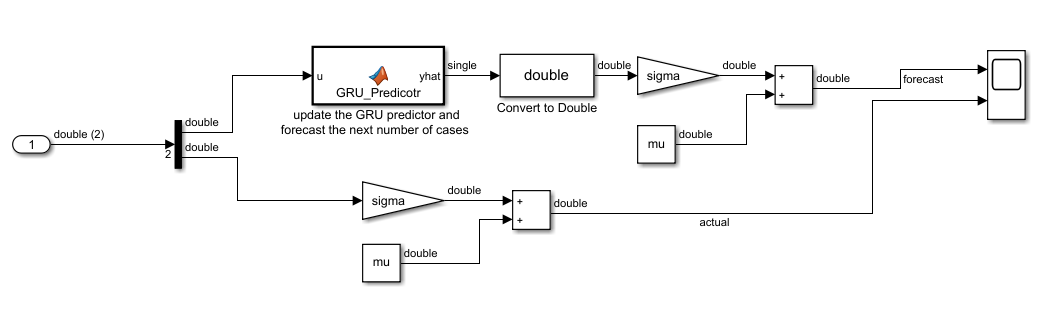 1
double (2)
2
double
double
u
GRU_Predicotr
yhat
update the GRU predictor and
forecast the next number of cases
single
double
Convert to Double
double
sigma
double
+
+
mu
double
double
forecast
sigma
double
+
+
mu
double
double
actual